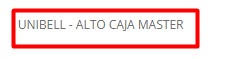 UNIBELL - ALTO CAJA MASTER